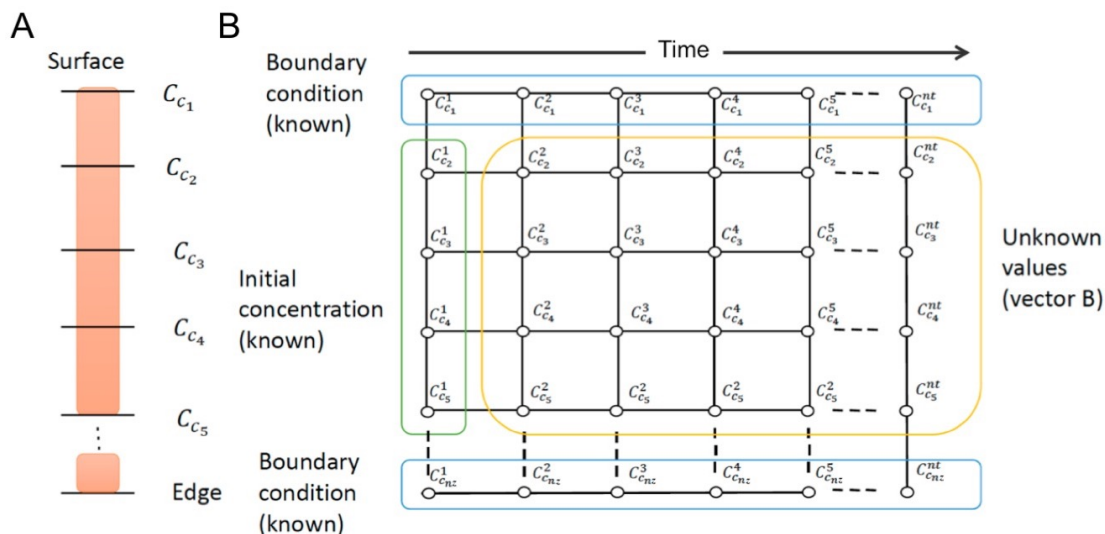 A
B
Surface
C_{c_1}
C_{c_2}
C_{c_3}
C_{c_4}
C_{c_5}
Edge
Time
Boundary
condition
(known)
C_{c_1}^1 C_{c_1}^2 C_{c_1}^3 C_{c_1}^4 C_{c_1}^5 C_{c_1}^{nt}
C_{c_2}^1 C_{c_2}^2 C_{c_2}^3 C_{c_2}^4 C_{c_2}^5 C_{c_2}^{nt}
Initial
concentration
(known)
C_{c_3}^1 C_{c_3}^2 C_{c_3}^3 C_{c_3}^4 C_{c_3}^5 C_{c_3}^{nt}
C_{c_4}^1 C_{c_4}^2 C_{c_4}^3 C_{c_4}^4 C_{c_4}^5 C_{c_4}^{nt}
C_{c_5}^1 C_{c_5}^2 C_{c_5}^2 C_{c_5}^2 C_{c_5}^2 C_{c_5}^{nt}
Unknown
values
(vector B)
Boundary
condition
(known)
C_{c_{nz}}^1 C_{c_{nz}}^2 C_{c_{nz}}^3 C_{c_{nz}}^4 C_{c_{nz}}^5 C_{c_{nz}}^{nt}